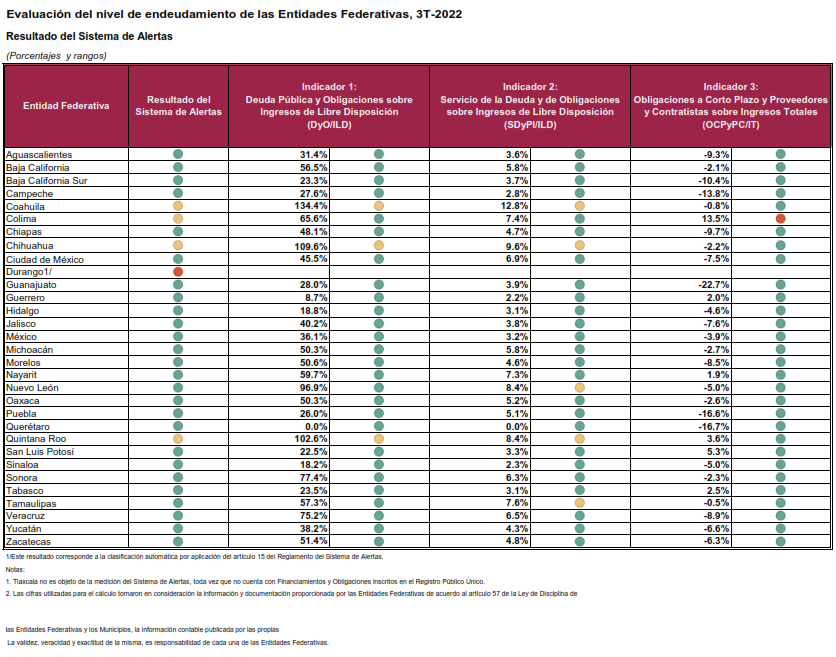 Evaluación del nivel de endeudamiento de las Entidades Federativas, 3T-2022
Resultado del Sistema de Alertas
(Porcentajes y rangos)
Entidad Federativa
Resultado del
Sistema de Alertas
Indicador 1:
Deuda Pública y Obligaciones sobre
Ingresos de Libre Disposición
(DyO/ILD)
Indicador 2:
Servicio de la Deuda y de Obligaciones
sobre Ingresos de Libre Disposición
(SDyPI/ILD)
Indicador 3:
Obligaciones a Corto Plazo y Proveedores
y Contratistas sobre Ingresos Totales
(OCPyPC/IT)
Aguascalientes 31.4% 3.6% -9.3%
Baja California 56.5% 5.8% -2.1%
Baja California Sur 23.3% 3.7% -10.4%
Campeche 27.6% 2.8% -13.8%
Coahuila 134.4% 12.8% -0.8%
Colima 65.6% 7.4% 13.5%
Chiapas 48.1% 4.7% -9.7%
Chihuahua 109.6% 9.6% -2.2%
Ciudad de México 45.5% 6.9% -7.5%
Durango1/
Guanajuato 28.0% 3.9% -22.7%
Guerrero 8.7% 2.2% 2.0%
Hidalgo 18.8% 3.1% -4.6%
Jalisco 40.2% 3.8% -7.6%
México 36.1% 3.2% -3.9%
Michoacán 50.3% 5.8% -2.7%
Morelos 50.6% 4.6% -8.5%
Nayarit 59.7% 7.3% 1.9%
Nuevo León 96.9% 8.4% -5.0%
Oaxaca 50.3% 5.2% -2.6%
Puebla 26.0% 5.1% -16.6%
Querétaro 0.0% 0.0% -16.7%
Quintana Roo 102.6% 8.4% 3.6%
San Luis Potosí 22.5% 3.3% 5.3%
Sinaloa 18.2% 2.3% -5.0%
Sonora 77.4% 6.3% -2.3%
Tabasco 23.5% 3.1% 2.5%
Tamaulipas 57.3% 7.6% -0.5%
Veracruz 75.2% 6.5% -8.9%
Yucatán 38.2% 4.3% -6.6%
Zacatecas 51.4% 4.8% -6.3%
1/Este resultado corresponde a la clasificación automática por aplicación del artículo 15 del Reglamento del Sistema de Alertas.
Notas:
1. Tlaxcala no es objeto de la medición del Sistema de Alertas, toda vez que no cuenta con Financiamientos y Obligaciones inscritos en el Registro Público Único.
2. Las cifras utilizadas para el cálculo tomaron en consideración la información y documentación proporcionada por las Entidades Federativas de acuerdo al artículo 57 de la Ley de Disciplina de
las Entidades Federativas y los Municipios, la información contable publicada por las propias
La validez, veracidad y exactitud de la misma, es responsabilidad de cada una de las Entidades Federativas.